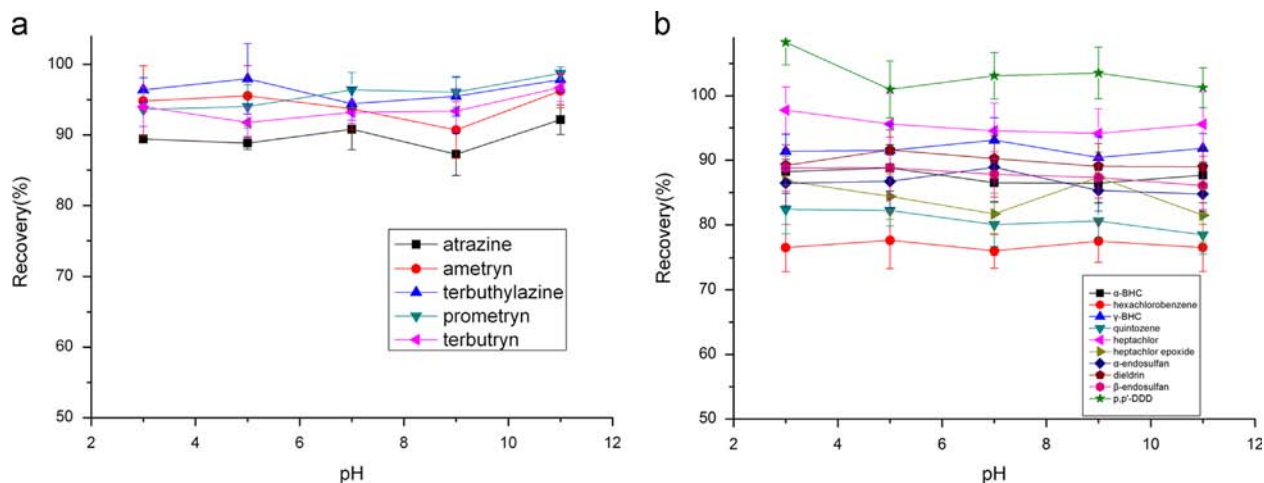 a
100
90
80
70
60
50
Recovery(%)
2
4
6
8
10
12
pH
atrazine
ametryn
terbuthylazine
prometryn
terbutryn
b
100
90
80
70
60
50
Recovery(%)
2
4
6
8
10
12
pH
α-BHC
hexachlorobenzene
γ-BHC
quintozene
heptachlor
heptachlor epoxide
α-endosulfan
dieldrin
β-endosulfan
p,p'-DDD